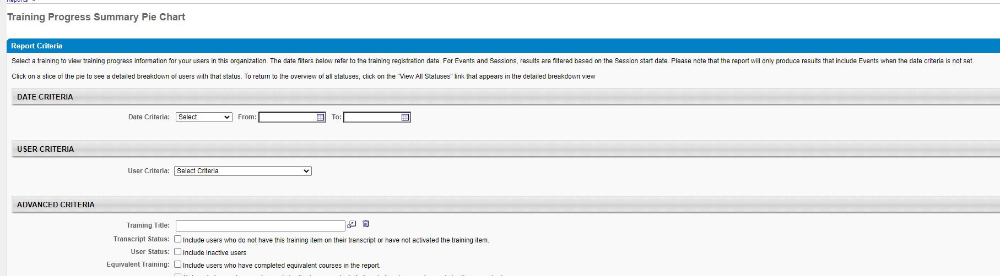 Reports >
Training Progress Summary Pie Chart
Report Criteria
Select a training to view training progress information for your users in this organization. The date filters below refer to the training registration date. For Events and Sessions, results are filtered based on the Session start date. Please note that the report will only produce results that include Events when the date criteria is not set.
Click on a slice of the pie to see a detailed breakdown of users with that status. To return to the overview of all statuses, click on the "View All Statuses" link that appears in the detailed breakdown view
DATE CRITERIA
Date Criteria: Select From: To:
USER CRITERIA
User Criteria: Select Criteria
ADVANCED CRITERIA
Training Title:
Transcript Status: Include users who do not have this training item on their transcript or have not activated the training item.
User Status: Include inactive users
Equivalent Training: Include users who have completed equivalent courses in the report.